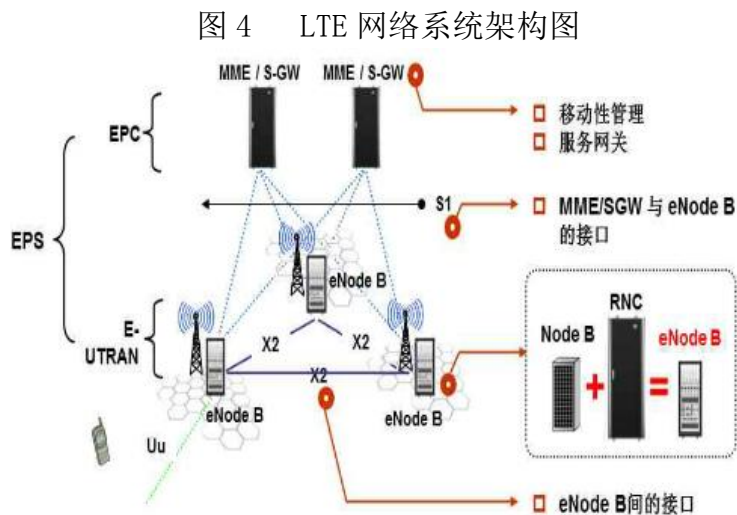 图 4 LTE 网络系统架构图
MME / S-GW
MME / S-GW
移动性管理
服务网关
EPC
S1
MME/SGW 与 eNode B
的接口
EPS
eNode B
RNC
Node B
eNode B
E-
UTRAN
X2
X2
X2
eNode B
eNode B
Uu
eNode B间的接口